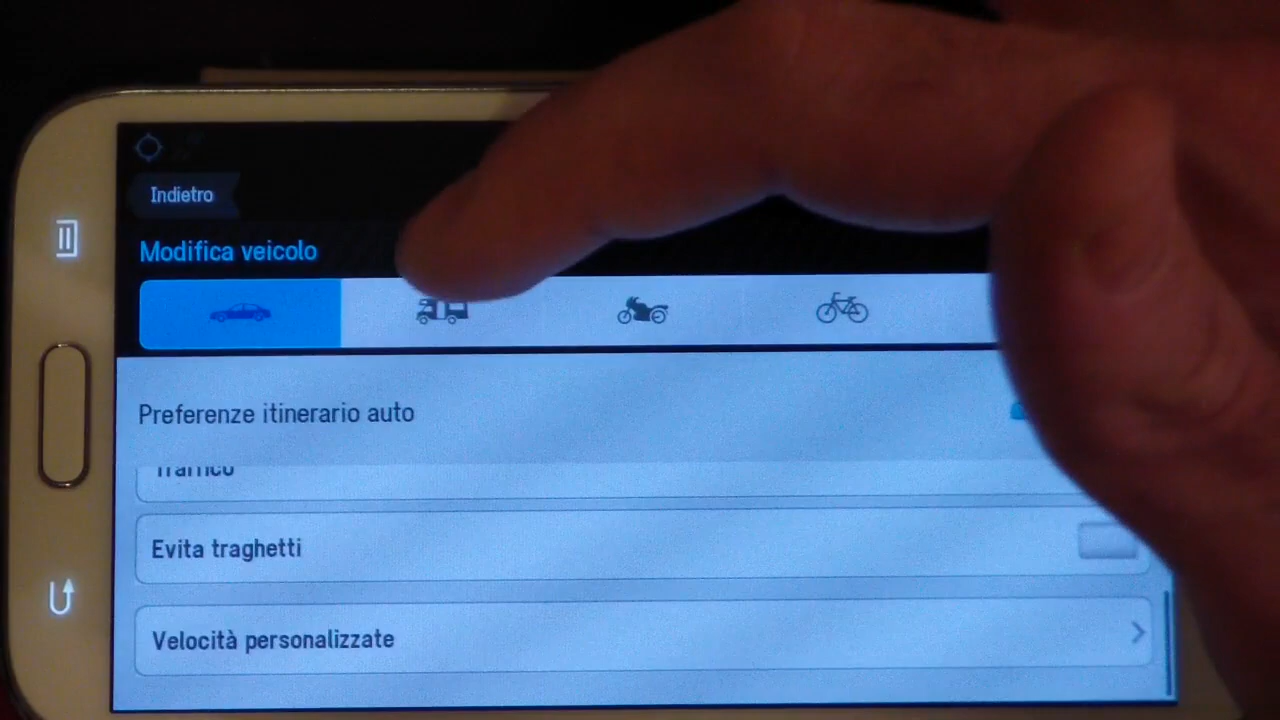 Indietro
Modifica veicolo
Preferenze itinerario auto
Traffico
Evita traghetti
Velocità personalizzate